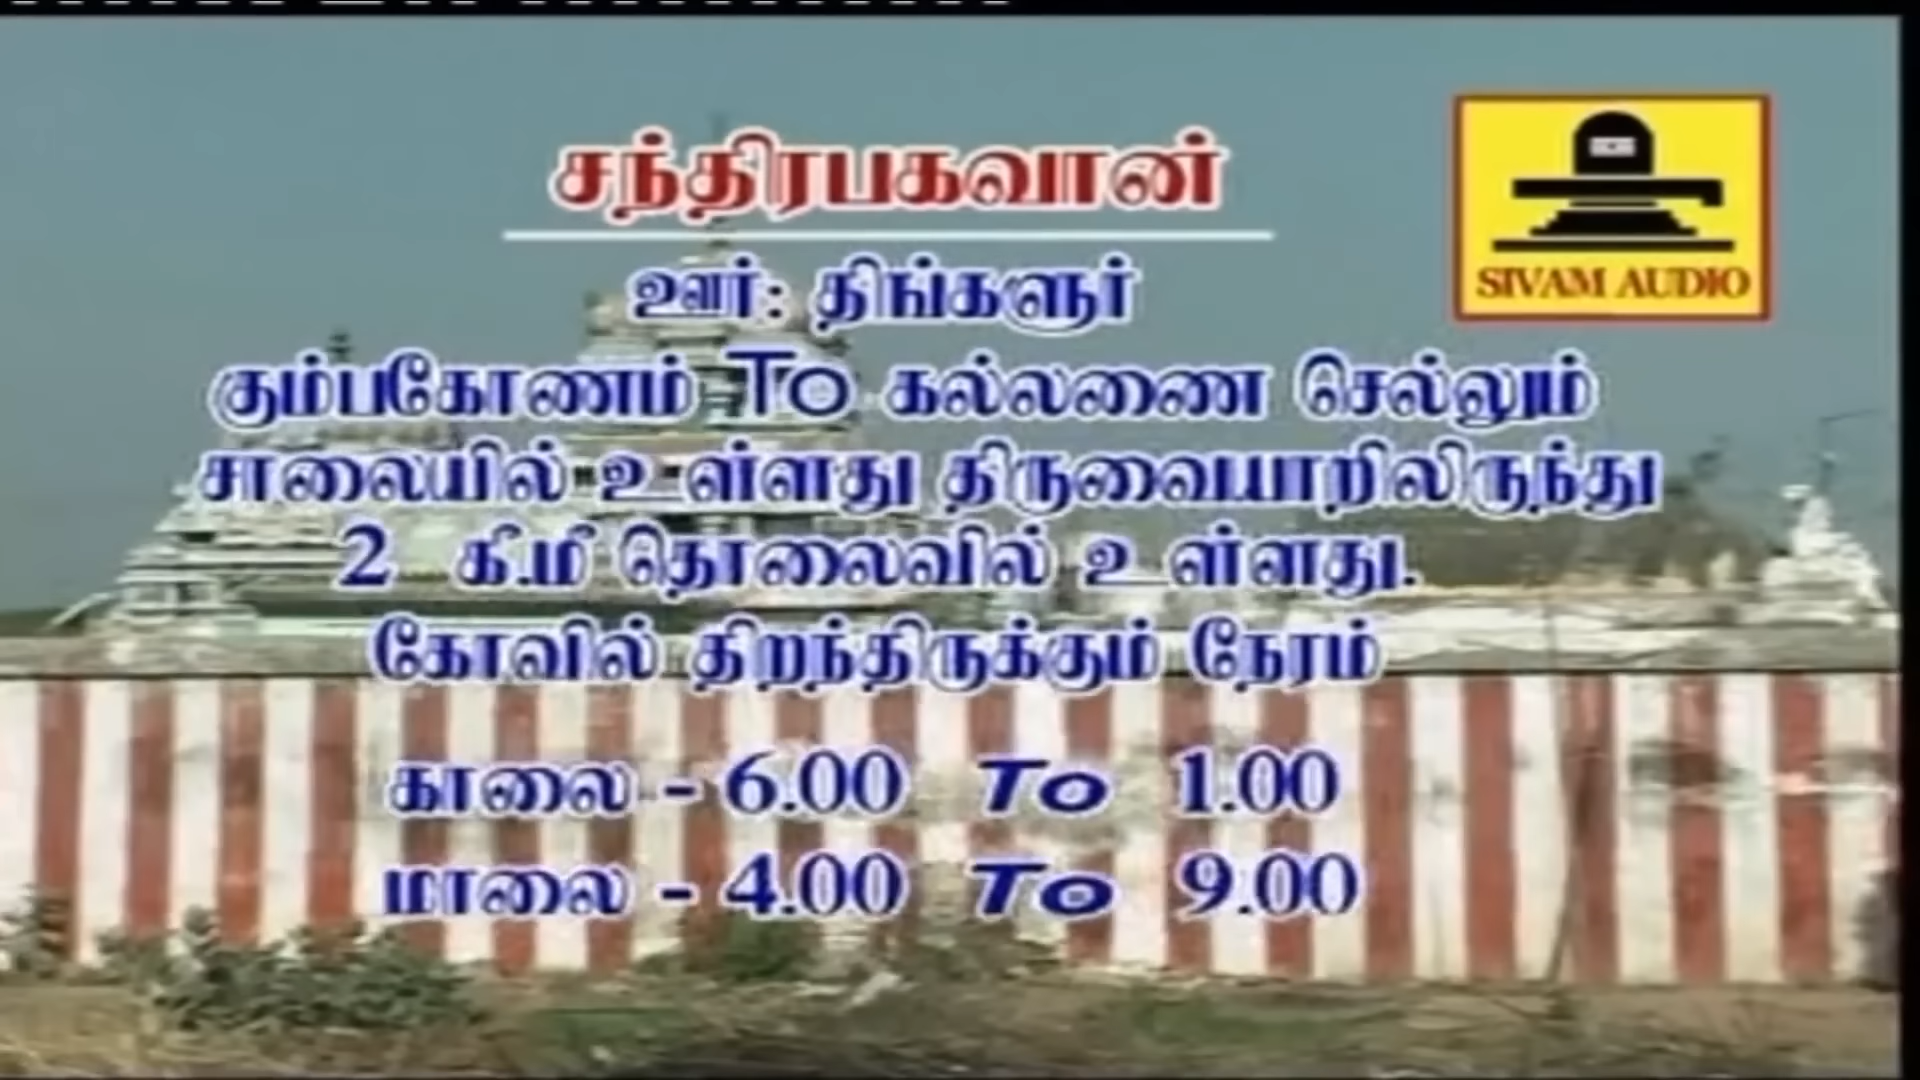 சந்திரபகவான்
SIVAM AUDIO
ஊர்: திங்களுர்
கும்பகோணம் To கல்லணை செல்லும்
சாலையில் உள்ளது திருவையாறிலிருந்து
2 கி.மீ தொலைவில் உள்ளது.
கோவில் திறந்திருக்கும் நேரம்
காலை - 6.00 To 1.00
மாலை - 4.00 To 9.00